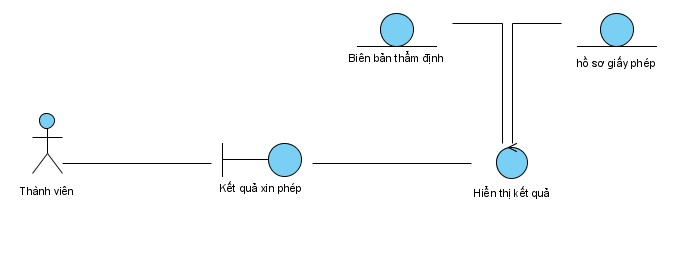 Biên bản thẩm định
hồ sơ giấy phép
Thành viên
Kết quả xin phép
Hiển thị kết quả